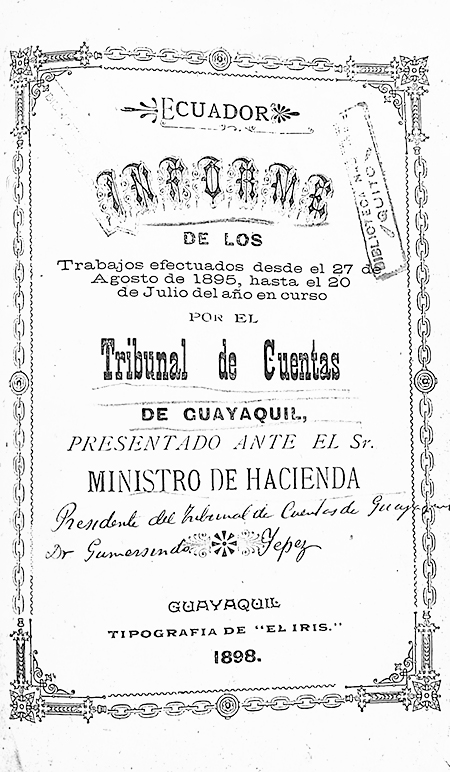 ECUADOR
INFORME
DE LOS
Trabajos efectuados desde el 27 de
Agosto de 1895, hasta el 20
de Julio del año en curso
POR EL
Tribunal de Cuentas
DE GUAYAQUIL,
PRESENTADO ANTE EL Sr.
MINISTRO DE HACIENDA
Presidente del Tribunal de Cuentas de
Dr Gumersindo Yepez
GUAYAQUIL
TIPOGRAFIA DE "EL IRIS."
1898.
BIBLIOTECA
QUITO